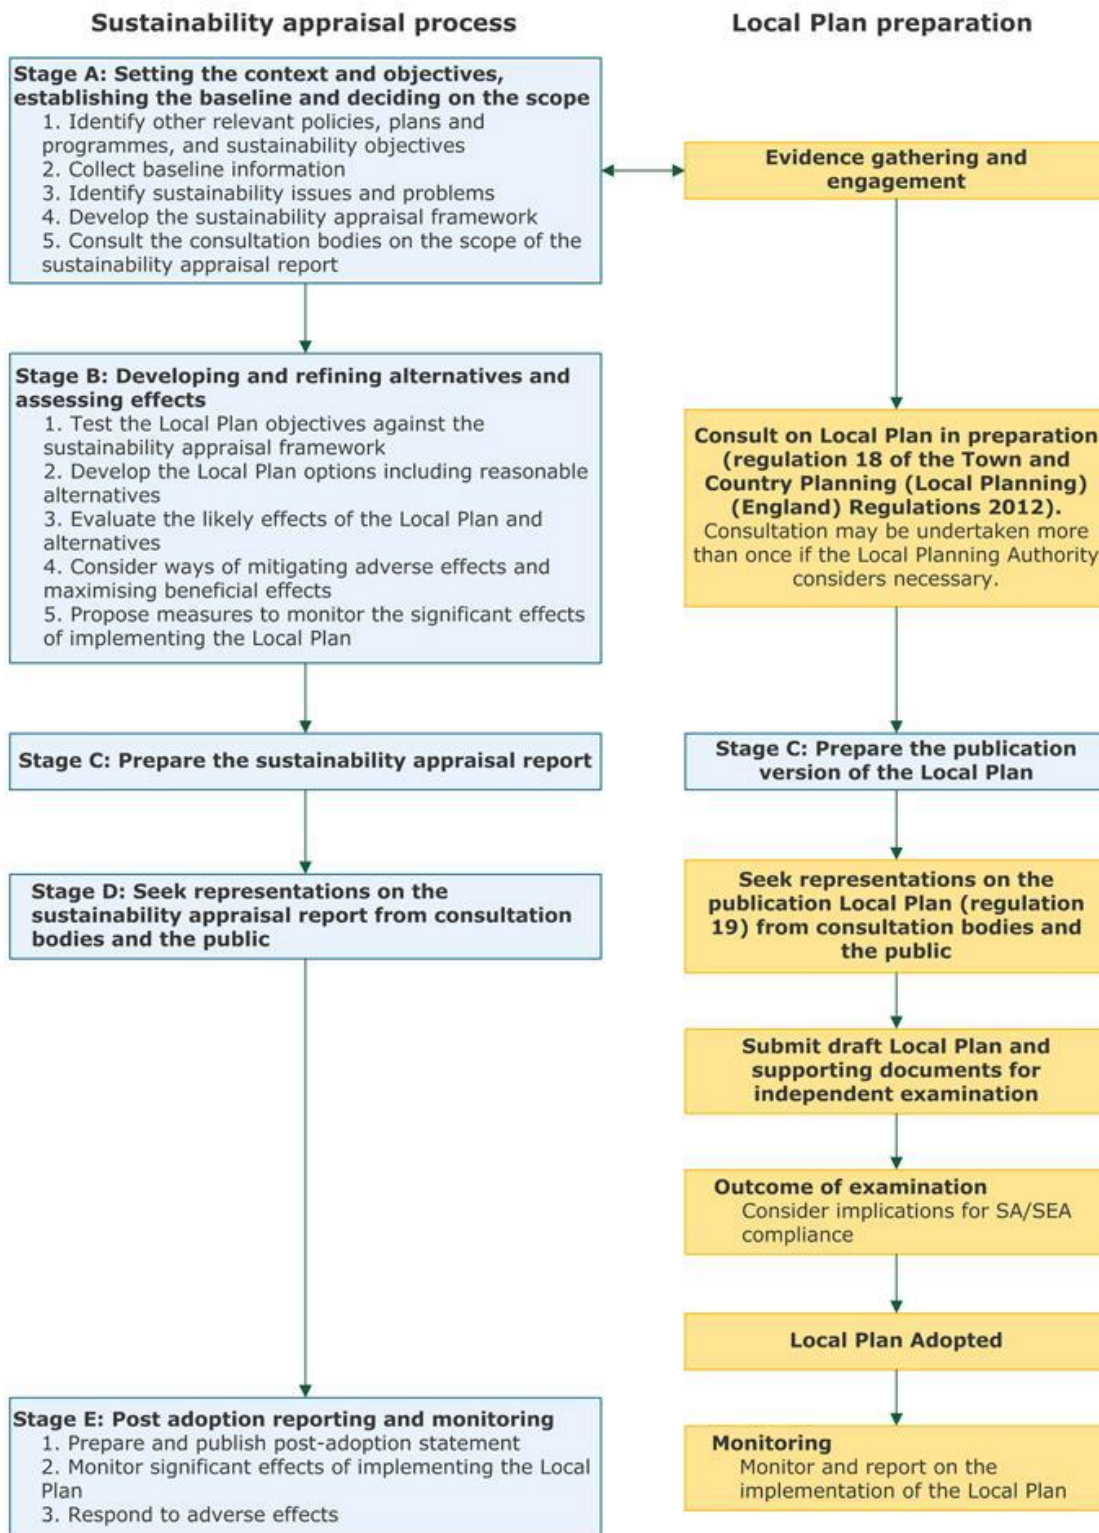 Sustainability appraisal process
Local Plan preparation
Stage A: Setting the context and objectives,
establishing the baseline and deciding on the scope
1. Identify other relevant policies, plans and
programmes, and sustainability objectives
2. Collect baseline information
3. Identify sustainability issues and problems
4. Develop the sustainability appraisal framework
5. Consult the consultation bodies on the scope of the
sustainability appraisal report
Evidence gathering and
engagement
Stage B: Developing and refining alternatives and
assessing effects
1. Test the Local Plan objectives against the
sustainability appraisal framework
2. Develop the Local Plan options including reasonable
alternatives
3. Evaluate the likely effects of the Local Plan and
alternatives
4. Consider ways of mitigating adverse effects and
maximising beneficial effects
5. Propose measures to monitor the significant effects
of implementing the Local Plan
Consult on Local Plan in preparation
(regulation 18 of the Town and
Country Planning (Local Planning)
(England) Regulations 2012).
Consultation may be undertaken more
than once if the Local Planning Authority
considers necessary.
Stage C: Prepare the sustainability appraisal report
Stage C: Prepare the publication
version of the Local Plan
Stage D: Seek representations on the
sustainability appraisal report from consultation
bodies and the public
Seek representations on the
publication Local Plan (regulation
19) from consultation bodies and
the public
Submit draft Local Plan and
supporting documents for
independent examination
Outcome of examination
Consider implications for SA/SEA
compliance
Local Plan Adopted
Stage E: Post adoption reporting and monitoring
1. Prepare and publish post-adoption statement
2. Monitor significant effects of implementing the Local
Plan
3. Respond to adverse effects
Monitoring
Monitor and report on the
implementation of the Local Plan